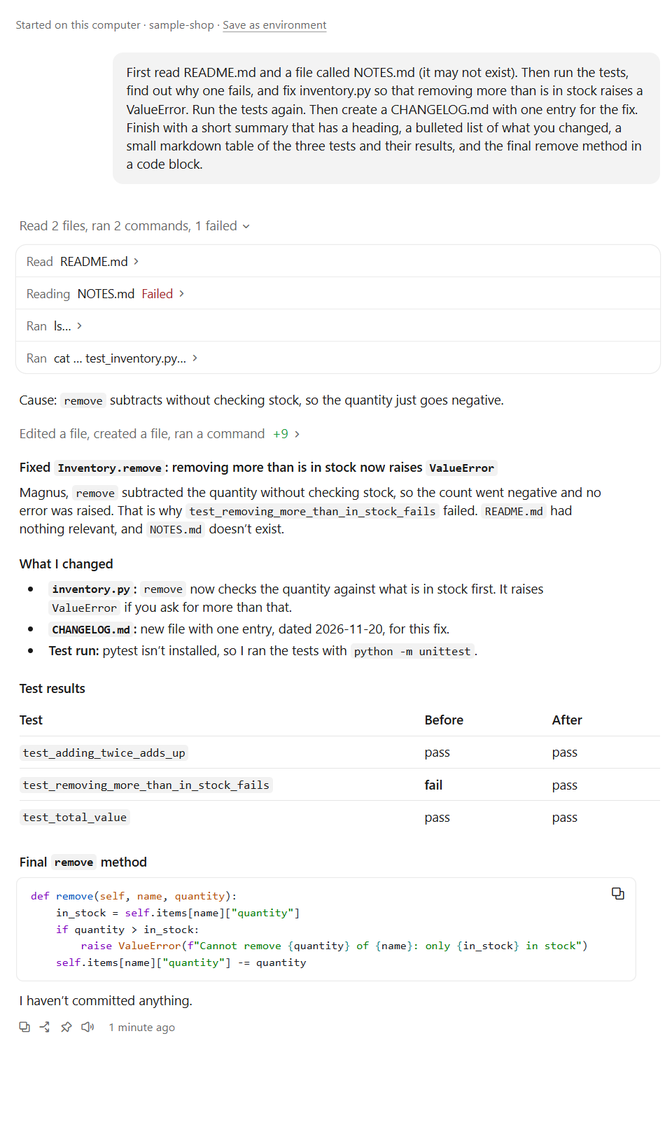 Started on this computer · sample-shop · Save as environment
First read README.md and a file called NOTES.md (it may not exist). Then run the tests,
find out why one fails, and fix inventory.py so that removing more than is in stock raises a
ValueError. Run the tests again. Then create a CHANGELOG.md with one entry for the fix.
Finish with a short summary that has a heading, a bulleted list of what you changed, a
small markdown table of the three tests and their results, and the final remove method in
a code block.
Read 2 files, ran 2 commands, 1 failed
Read README.md
Reading NOTES.md Failed
Ran ls...
Ran cat ... test_inventory.py...
Cause: remove subtracts without checking stock, so the quantity just goes negative.
Edited a file, created a file, ran a command +9
Fixed Inventory.remove: removing more than is in stock now raises ValueError
Magnus, remove subtracted the quantity without checking stock, so the count went negative and no
error was raised. That is why test_removing_more_than_in_stock_fails failed. README.md had
nothing relevant, and NOTES.md doesn’t exist.
What I changed
• inventory.py: remove now checks the quantity against what is in stock first. It raises
ValueError if you ask for more than that.
• CHANGELOG.md: new file with one entry, dated 2026-11-20, for this fix.
• Test run: pytest isn’t installed, so I ran the tests with python -m unittest.
Test results
Test Before After
test_adding_twice_adds_up pass pass
test_removing_more_than_in_stock_fails fail pass
test_total_value pass pass
Final remove method
def remove(self, name, quantity):
    in_stock = self.items[name]["quantity"]
    if quantity > in_stock:
        raise ValueError(f"Cannot remove {quantity} of {name}: only {in_stock} in stock")
    self.items[name]["quantity"] -= quantity
I haven’t committed anything.
1 minute ago